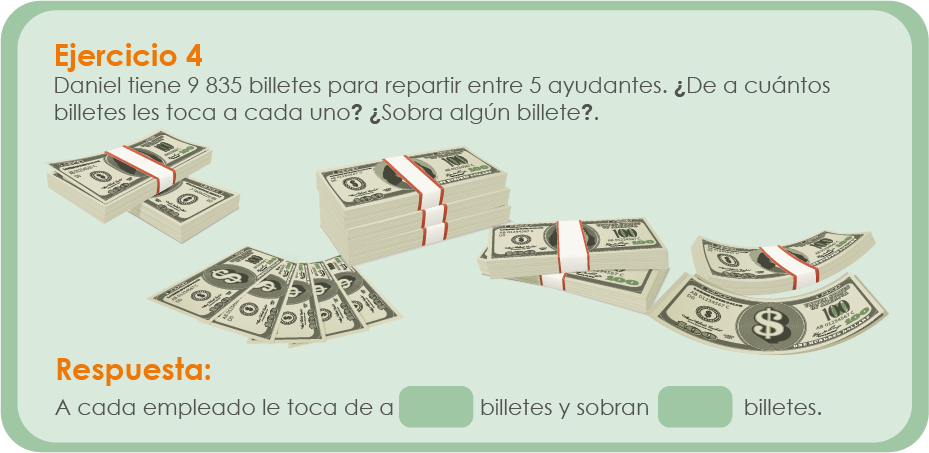 Ejercicio 4
Daniel tiene 9 835 billetes para repartir entre 5 ayudantes. ¿De a cuántos
billetes les toca a cada uno? ¿Sobra algún billete?.
Respuesta:
A cada empleado le toca de a billetes y sobran billetes.